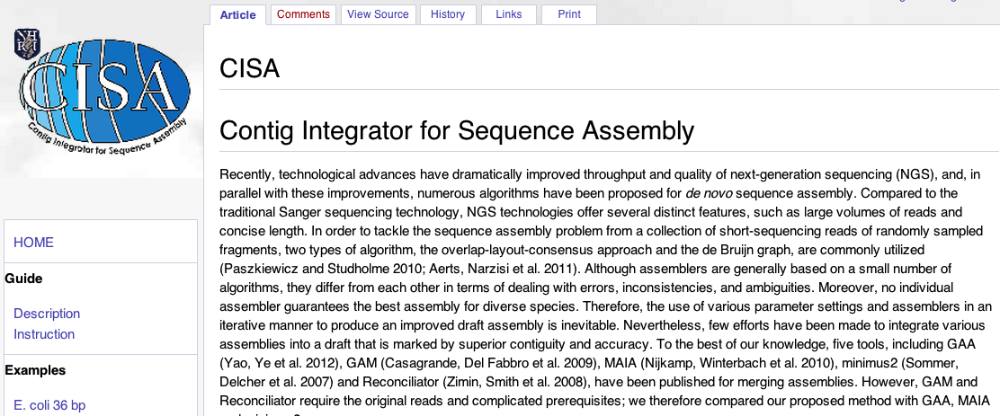 Article
Comments
View Source
History
Links
Print
NHRI
CISA
Contig Integrator for Sequence Assembly
HOME
Guide
Description
Instruction
Examples
E. coli 36 bp
CISA
Contig Integrator for Sequence Assembly
Recently, technological advances have dramatically improved throughput and quality of next-generation sequencing (NGS), and, in
parallel with these improvements, numerous algorithms have been proposed for de novo sequence assembly. Compared to the
traditional Sanger sequencing technology, NGS technologies offer several distinct features, such as large volumes of reads and
concise length. In order to tackle the sequence assembly problem from a collection of short-sequencing reads of randomly sampled
fragments, two types of algorithm, the overlap-layout-consensus approach and the de Bruijn graph, are commonly utilized
(Paszkiewicz and Studholme 2010; Aerts, Narzisi et al. 2011). Although assemblers are generally based on a small number of
algorithms, they differ from each other in terms of dealing with errors, inconsistencies, and ambiguities. Moreover, no individual
assembler guarantees the best assembly for diverse species. Therefore, the use of various parameter settings and assemblers in an
iterative manner to produce an improved draft assembly is inevitable. Nevertheless, few efforts have been made to integrate various
assemblies into a draft that is marked by superior contiguity and accuracy. To the best of our knowledge, five tools, including GAA
(Yao, Ye et al. 2012), GAM (Casagrande, Del Fabbro et al. 2009), MAIA (Nijkamp, Winterbach et al. 2010), minimus2 (Sommer,
Delcher et al. 2007) and Reconciliator (Zimin, Smith et al. 2008), have been published for merging assemblies. However, GAM and
Reconciliator require the original reads and complicated prerequisites; we therefore compared our proposed method with GAA, MAIA